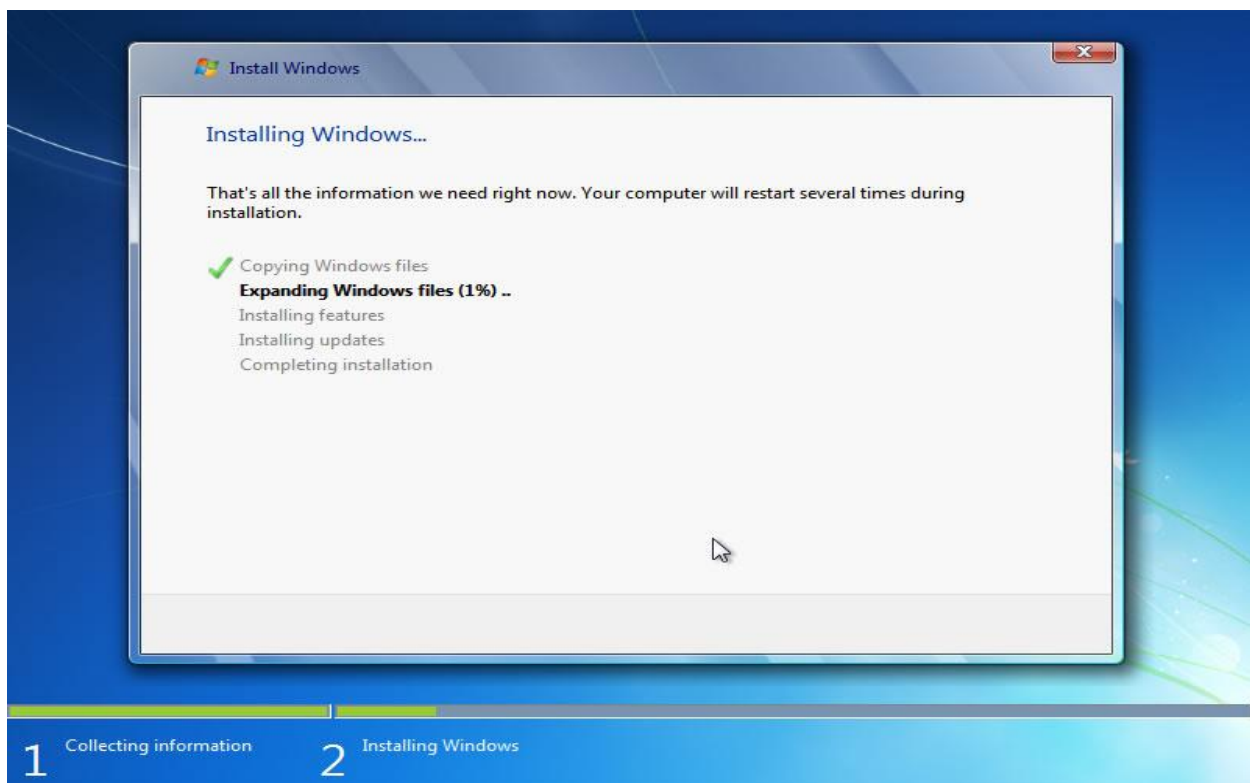 Install Windows
Installing Windows...
That's all the information we need right now. Your computer will restart several times during
installation.
Copying Windows files
Expanding Windows files (1%) ..
Installing features
Installing updates
Completing installation
1 Collecting information 2 Installing Windows